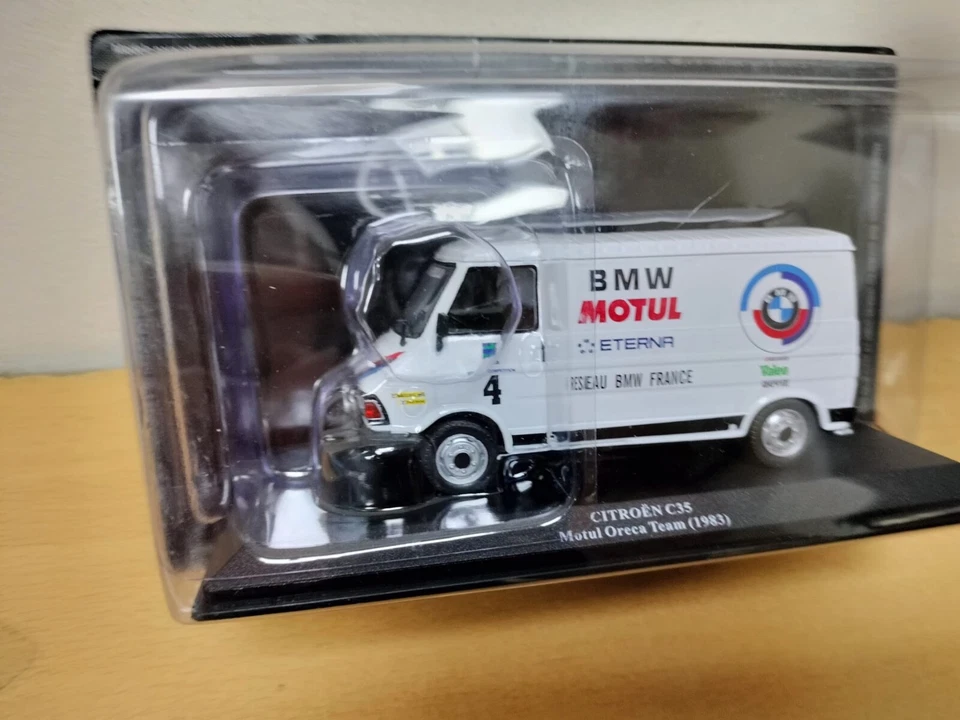 BMW
MOTUL
ETERNA
RESEAU BMW FRANCE
4
Valeo
CITROËN C35
Motul Oreca Team (1983)